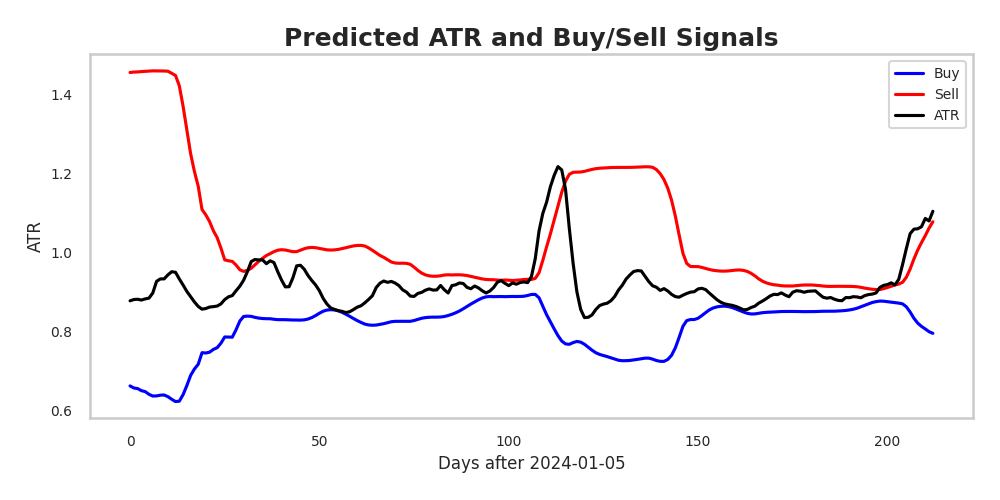 Predicted ATR and Buy/Sell Signals
Buy
Sell
ATR
1.4
1.2
1.0
0.8
0.6
ATR
0
50
100
150
200
Days after 2024-01-05